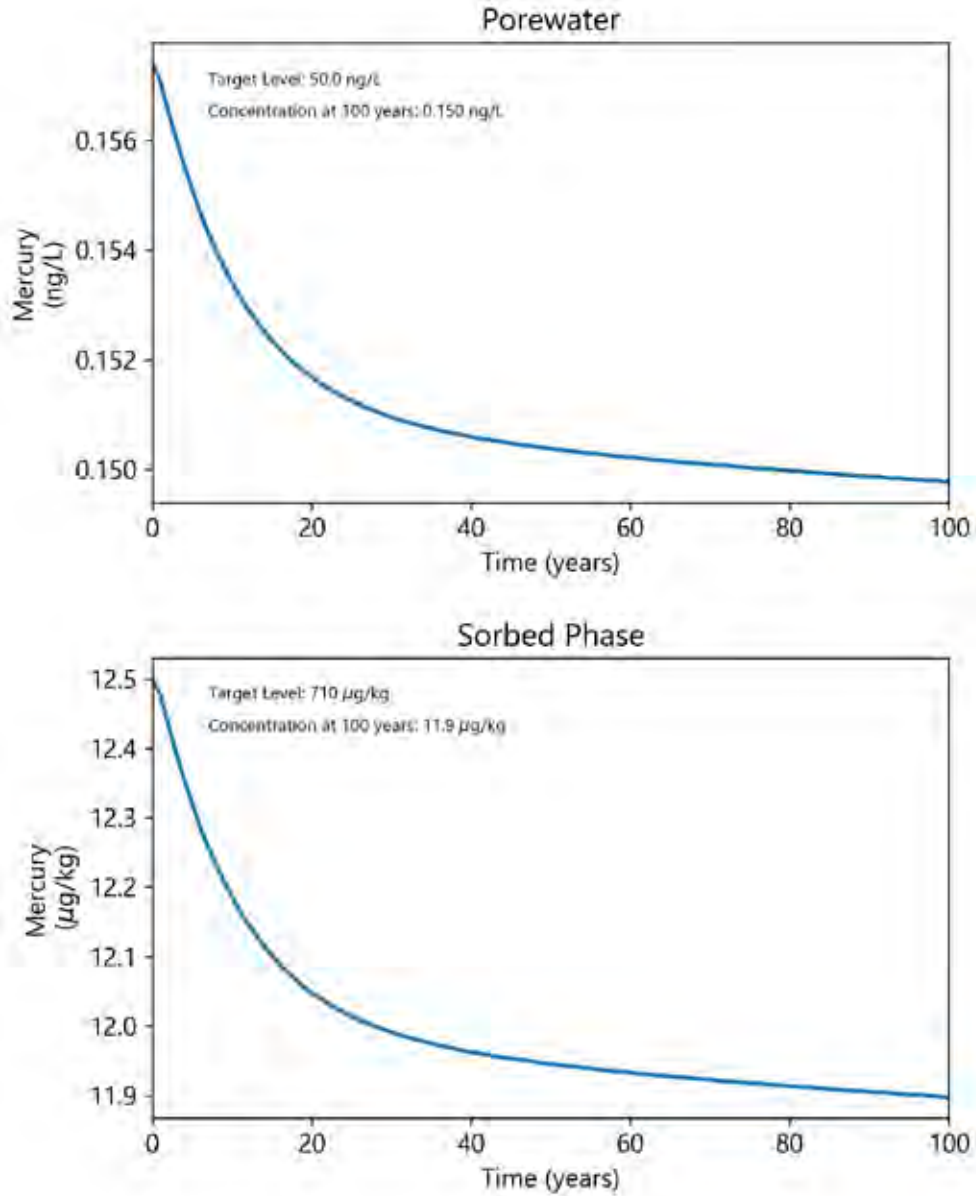 Porewater
Target Level: 50.0 ng/L
Concentration at 100 years: 0.150 ng/L
0.156
0.154
0.152
0.150
Mercury
(ng/L)
0 20 40 60 80 100
Time (years)
Sorbed Phase
Target Level: 710 µg/kg
Concentration at 100 years: 11.9 µg/kg
12.5
12.4
12.3
12.2
12.1
12.0
11.9
Mercury
(µg/kg)
0 20 40 60 80 100
Time (years)